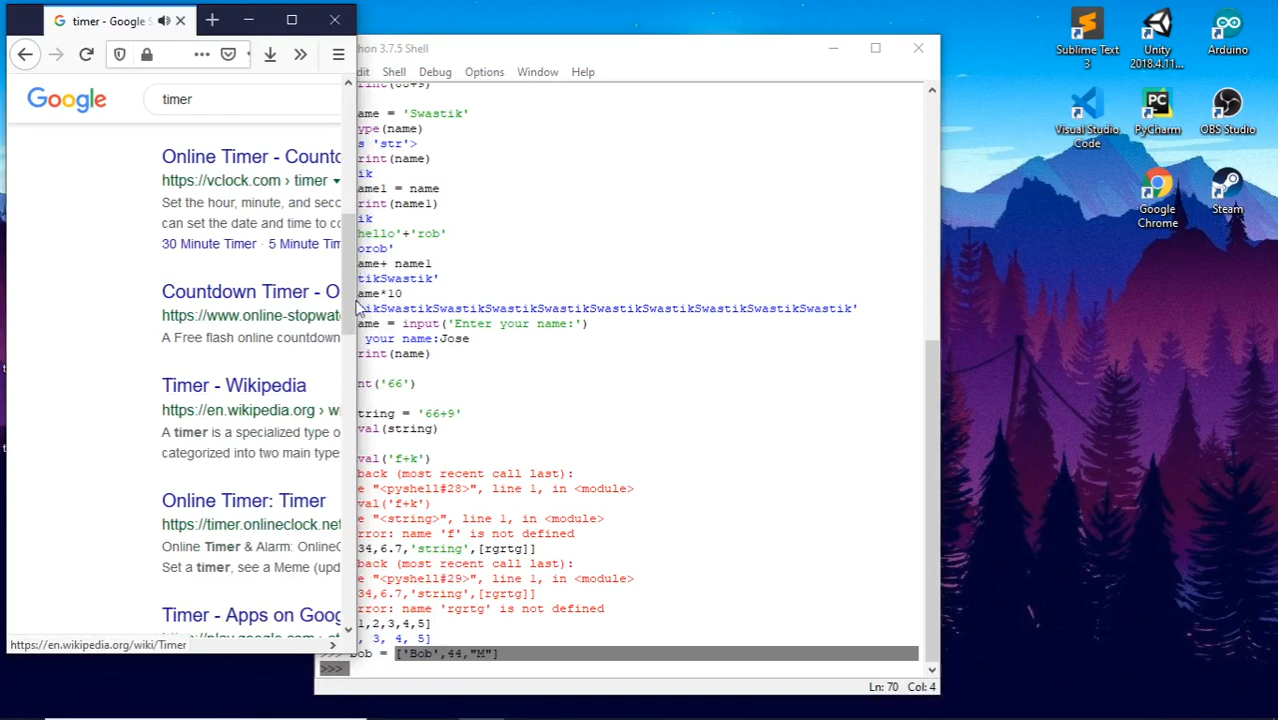 timer - Google S
Google
timer
Online Timer - Countd
https://vclock.com › timer
Set the hour, minute, and seco
can set the date and time to co
30 Minute Timer · 5 Minute Tim
Countdown Timer - O
https://www.online-stopwat
A Free flash online countdown
Timer - Wikipedia
https://en.wikipedia.org › wi
A timer is a specialized type o
categorized into two main type
Online Timer: Timer
https://timer.onlineclock.net
Online Timer & Alarm: OnlineC
Set a timer, see a Meme (upd
Timer - Apps on Goog
https://en.wikipedia.org/wiki/Timer
thon 3.7.5 Shell
dit Shell Debug Options Window Help
rint(66+9)
ame = 'Swastik'
ype(name)
s 'str'>
rint(name)
ik
ame1 = name
rint(name1)
ik
hello'+'rob'
orob'
ame+ name1
tikSwastik'
ame*10
ikSwastikSwastikSwastikSwastikSwastikSwastikSwastikSwastikSwastik'
ame = input('Enter your name:')
your name:Jose
rint(name)
nt('66')
tring = '66+9'
val(string)
val('f+k')
back (most recent call last):
e "<pyshell#28>", line 1, in <module>
val('f+k')
e "<string>", line 1, in <module>
rror: name 'f' is not defined
34,6.7,'string',[rgrtg]]
back (most recent call last):
e "<pyshell#29>", line 1, in <module>
34,6.7,'string',[rgrtg]]
rror: name 'rgrtg' is not defined
1,2,3,4,5]
, 3, 4, 5]
>>> bob = ['Bob',44,"M"]
>>>
Ln: 70 Col: 4
Sublime Text
3
Unity
2018.4.11...
Arduino
Visual Studio
Code
PyCharm
OBS Studio
Google
Chrome
Steam